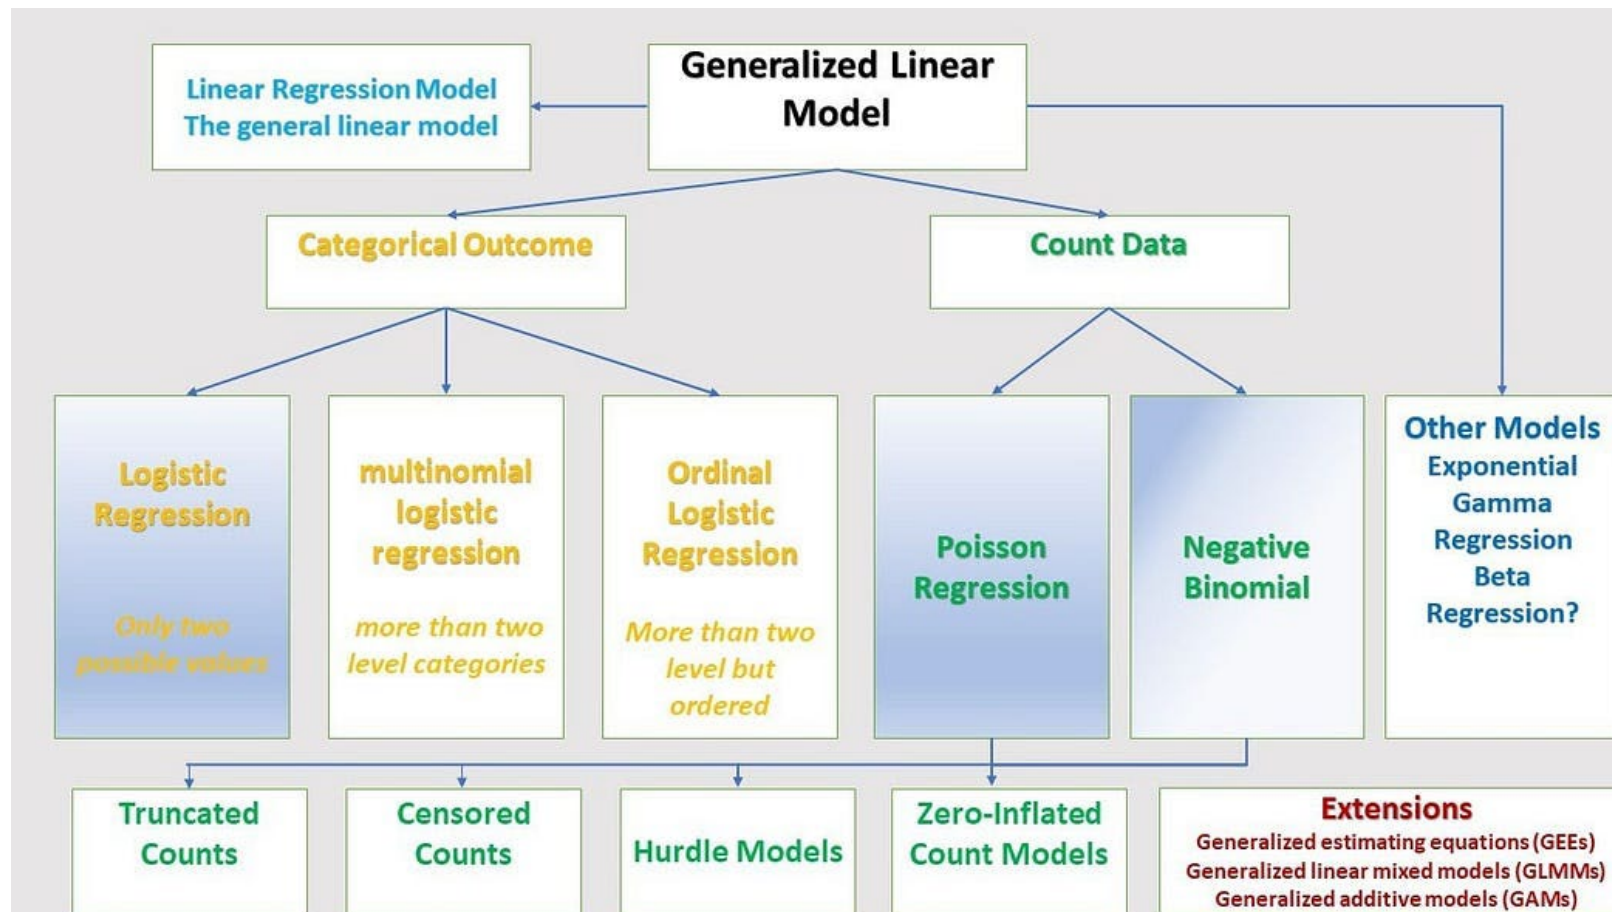 Linear Regression Model
The general linear model
Generalized Linear
Model
Categorical Outcome
Count Data
Logistic
Regression
Only two
possible values
multinomial
logistic
regression
more than two
level categories
Ordinal
Logistic
Regression
More than two
level but
ordered
Poisson
Regression
Negative
Binomial
Other Models
Exponential
Gamma
Regression
Beta
Regression?
Truncated
Counts
Censored
Counts
Hurdle Models
Zero-Inflated
Count Models
Extensions
Generalized estimating equations (GEEs)
Generalized linear mixed models (GLMMs)
Generalized additive models (GAMs)